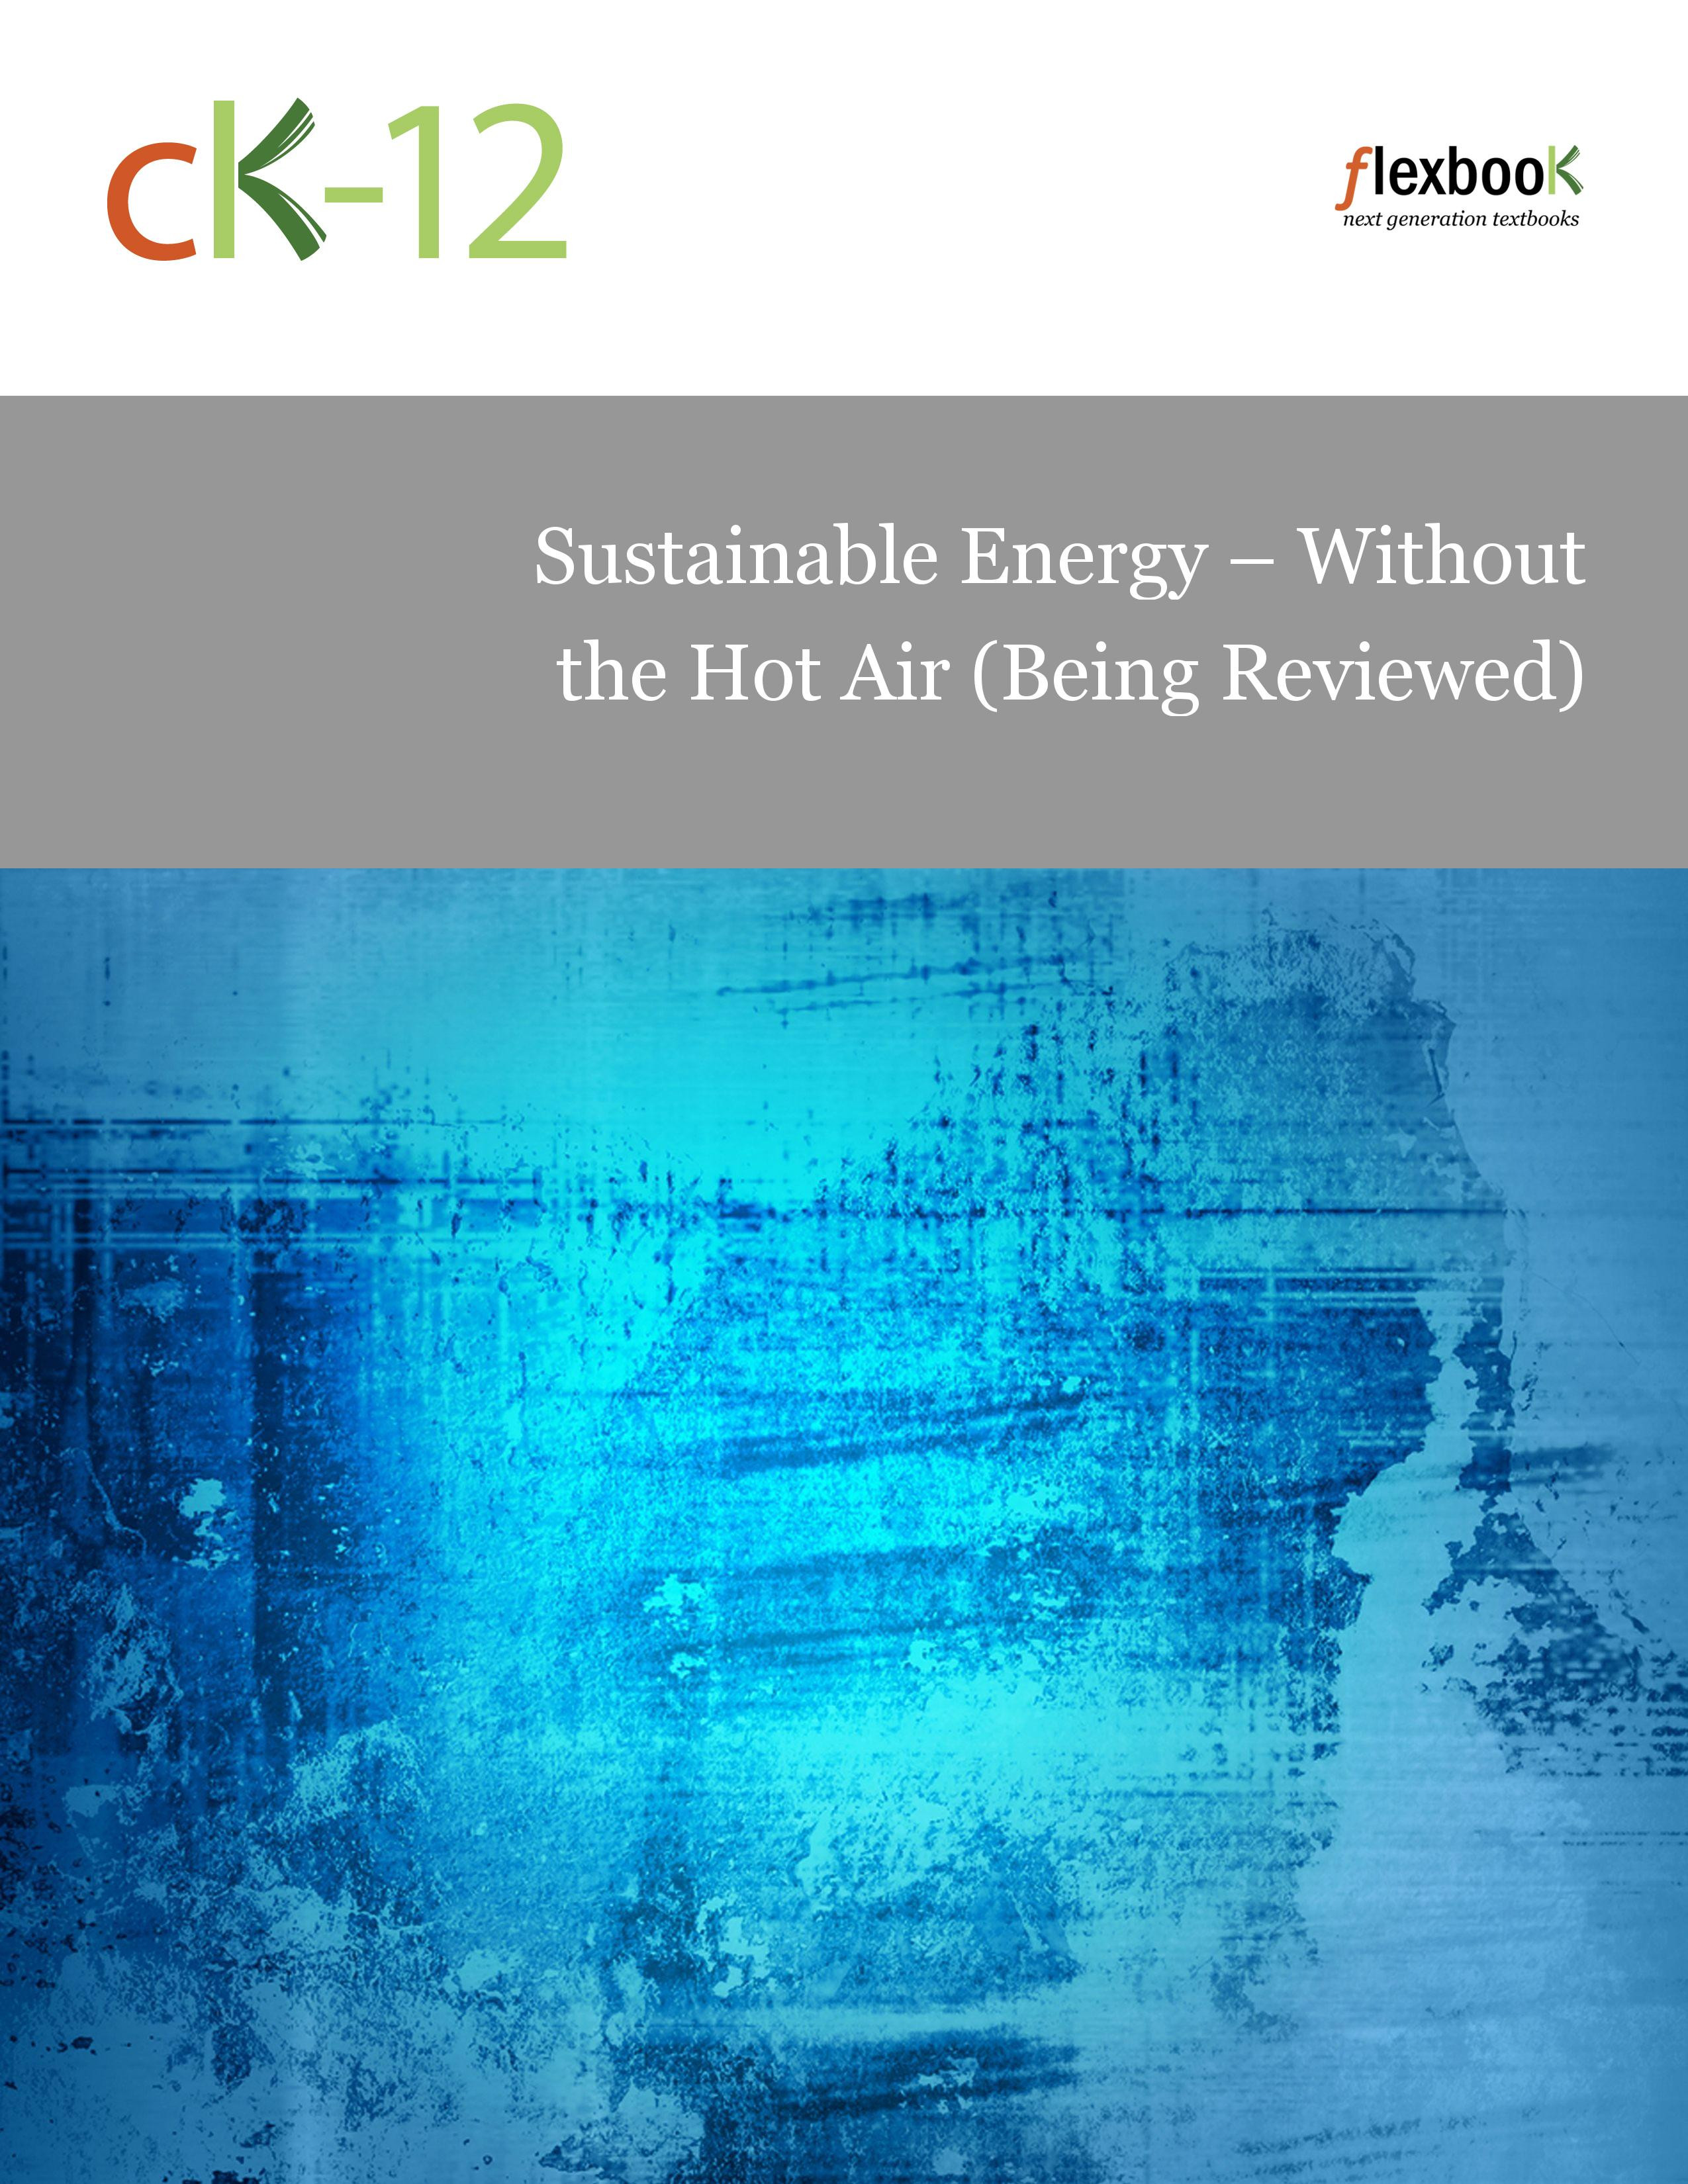 cK-12
flexbook
next generation textbooks
Sustainable Energy – Without
the Hot Air (Being Reviewed)